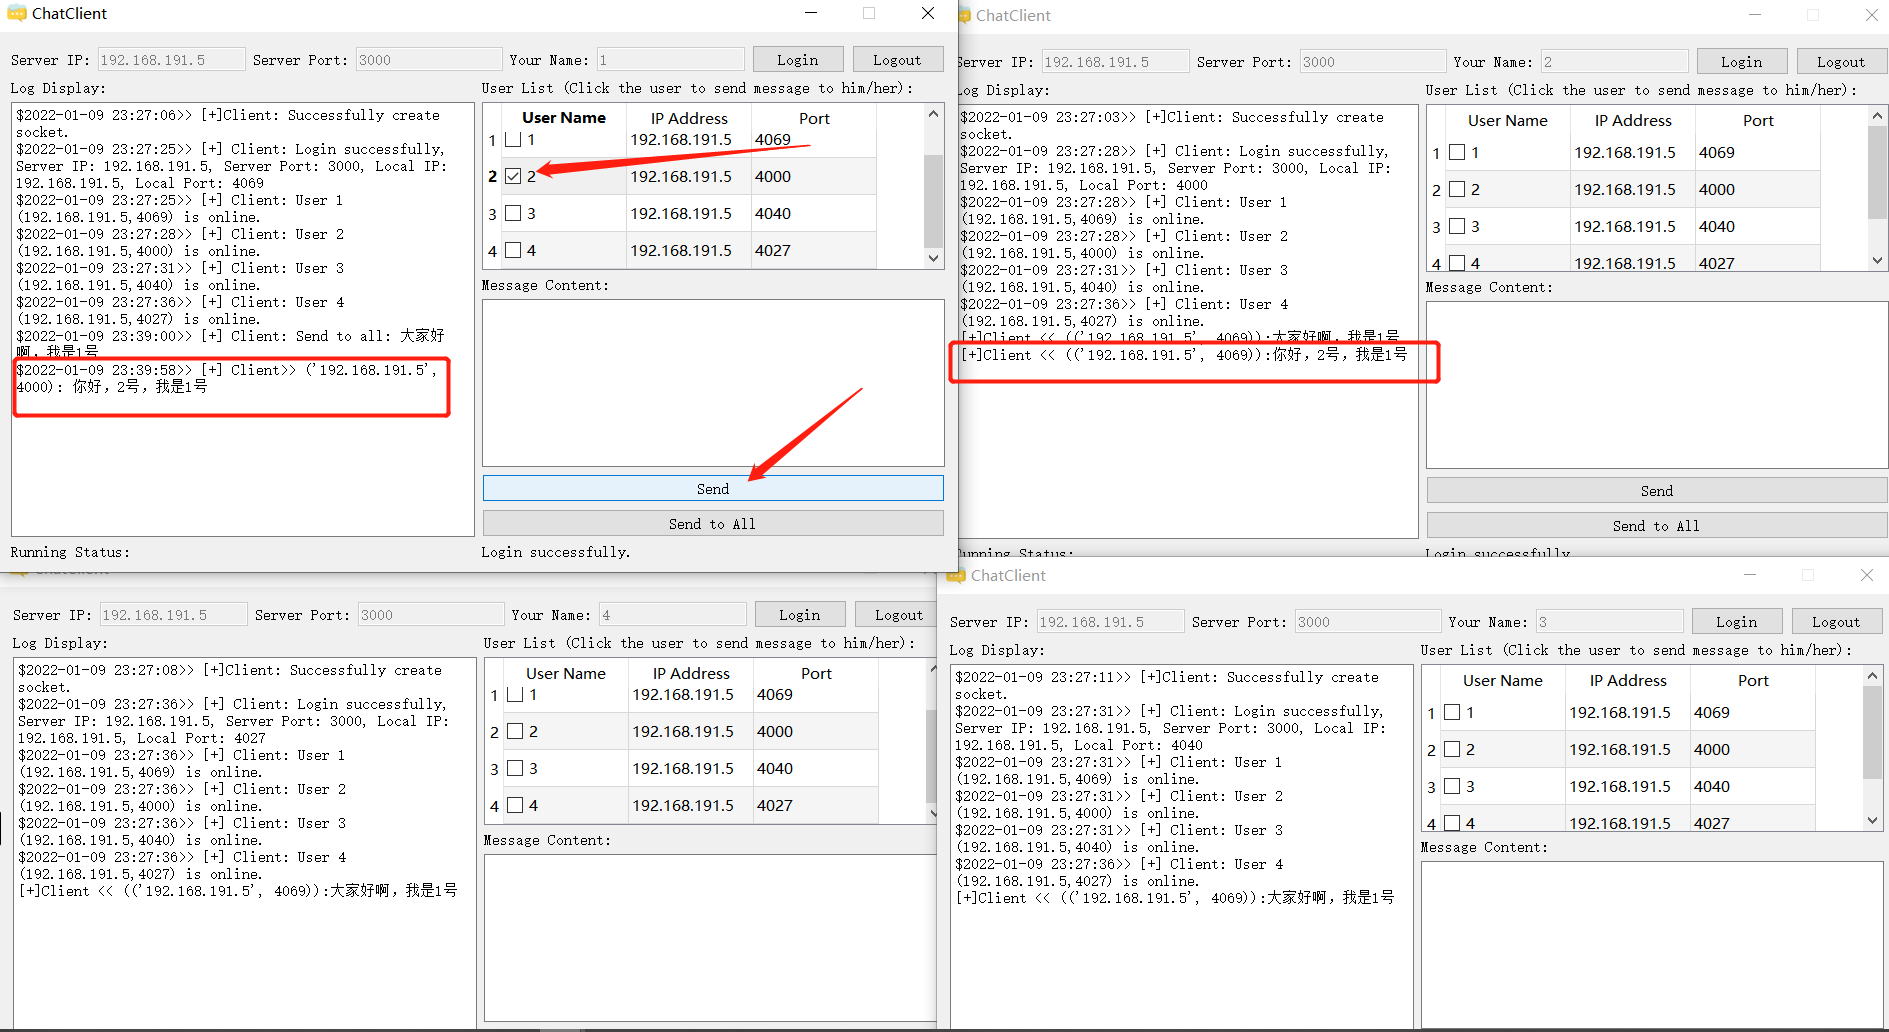 ChatClient
Server IP: 192.168.191.5 Server Port: 3000 Your Name: 1 Login Logout
Log Display:
$2022-01-09 23:27:06>> [+]Client: Successfully create
socket.
$2022-01-09 23:27:25>> [+] Client: Login successfully,
Server IP: 192.168.191.5, Server Port: 3000, Local IP:
192.168.191.5, Local Port: 4069
$2022-01-09 23:27:25>> [+] Client: User 1
(192.168.191.5,4069) is online.
$2022-01-09 23:27:28>> [+] Client: User 2
(192.168.191.5,4000) is online.
$2022-01-09 23:27:31>> [+] Client: User 3
(192.168.191.5,4040) is online.
$2022-01-09 23:27:36>> [+] Client: User 4
(192.168.191.5,4027) is online.
$2022-01-09 23:39:00>> [+] Client: Send to all: 大家好
啊，我是1号
$2022-01-09 23:39:58>> [+] Client>> ('192.168.191.5',
4000): 你好，2号，我是1号
Running Status:
User List (Click the user to send message to him/her):
User Name IP Address Port
1 1 192.168.191.5 4069
2 2 192.168.191.5 4000
3 3 192.168.191.5 4040
4 4 192.168.191.5 4027
Message Content:
Send
Send to All
Login successfully.
ChatClient
Server IP: 192.168.191.5 Server Port: 3000 Your Name: 2 Login Logout
Log Display:
$2022-01-09 23:27:03>> [+]Client: Successfully create
socket.
$2022-01-09 23:27:28>> [+] Client: Login successfully,
Server IP: 192.168.191.5, Server Port: 3000, Local IP:
192.168.191.5, Local Port: 4000
$2022-01-09 23:27:28>> [+] Client: User 1
(192.168.191.5,4069) is online.
$2022-01-09 23:27:28>> [+] Client: User 2
(192.168.191.5,4000) is online.
$2022-01-09 23:27:31>> [+] Client: User 3
(192.168.191.5,4040) is online.
$2022-01-09 23:27:36>> [+] Client: User 4
(192.168.191.5,4027) is online.
[+]Client << (('192.168.191.5', 4069)):大家好啊，我是1号
[+]Client << (('192.168.191.5', 4069)):你好，2号，我是1号
Running Status:
User List (Click the user to send message to him/her):
User Name IP Address Port
1 1 192.168.191.5 4069
2 2 192.168.191.5 4000
3 3 192.168.191.5 4040
4 4 192.168.191.5 4027
Message Content:
Send
Send to All
Login successfully
ChatClient
Server IP: 192.168.191.5 Server Port: 3000 Your Name: 4 Login Logout
Log Display:
$2022-01-09 23:27:08>> [+]Client: Successfully create
socket.
$2022-01-09 23:27:36>> [+] Client: Login successfully,
Server IP: 192.168.191.5, Server Port: 3000, Local IP:
192.168.191.5, Local Port: 4027
$2022-01-09 23:27:36>> [+] Client: User 1
(192.168.191.5,4069) is online.
$2022-01-09 23:27:36>> [+] Client: User 2
(192.168.191.5,4000) is online.
$2022-01-09 23:27:36>> [+] Client: User 3
(192.168.191.5,4040) is online.
$2022-01-09 23:27:36>> [+] Client: User 4
(192.168.191.5,4027) is online.
[+]Client << (('192.168.191.5', 4069)):大家好啊，我是1号
User List (Click the user to send message to him/her):
User Name IP Address Port
1 1 192.168.191.5 4069
2 2 192.168.191.5 4000
3 3 192.168.191.5 4040
4 4 192.168.191.5 4027
Message Content:
ChatClient
Server IP: 192.168.191.5 Server Port: 3000 Your Name: 3 Login Logout
Log Display:
$2022-01-09 23:27:11>> [+]Client: Successfully create
socket.
$2022-01-09 23:27:31>> [+] Client: Login successfully,
Server IP: 192.168.191.5, Server Port: 3000, Local IP:
192.168.191.5, Local Port: 4040
$2022-01-09 23:27:31>> [+] Client: User 1
(192.168.191.5,4069) is online.
$2022-01-09 23:27:31>> [+] Client: User 2
(192.168.191.5,4000) is online.
$2022-01-09 23:27:31>> [+] Client: User 3
(192.168.191.5,4040) is online.
$2022-01-09 23:27:36>> [+] Client: User 4
(192.168.191.5,4027) is online.
[+]Client << (('192.168.191.5', 4069)):大家好啊，我是1号
User List (Click the user to send message to him/her):
User Name IP Address Port
1 1 192.168.191.5 4069
2 2 192.168.191.5 4000
3 3 192.168.191.5 4040
4 4 192.168.191.5 4027
Message Content: